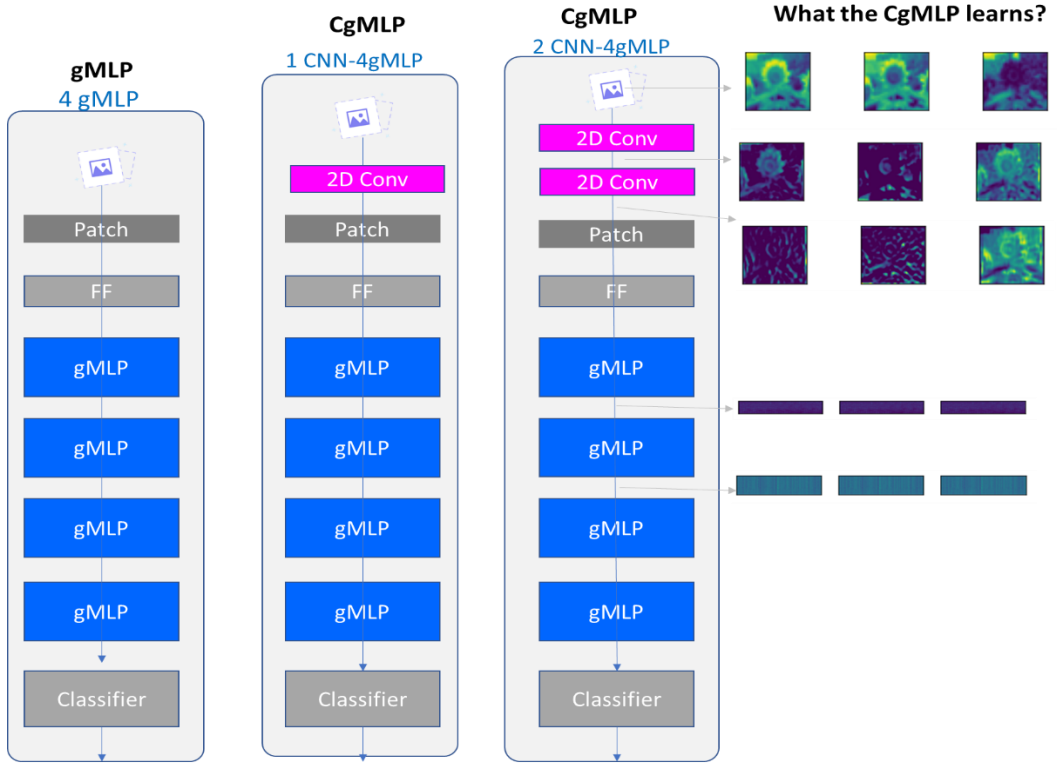 gMLP
4 gMLP
Patch
FF
gMLP
gMLP
gMLP
gMLP
Classifier
CgMLP
1 CNN-4gMLP
2D Conv
Patch
FF
gMLP
gMLP
gMLP
gMLP
Classifier
CgMLP
2 CNN-4gMLP
2D Conv
2D Conv
Patch
FF
gMLP
gMLP
gMLP
gMLP
Classifier
What the CgMLP learns?